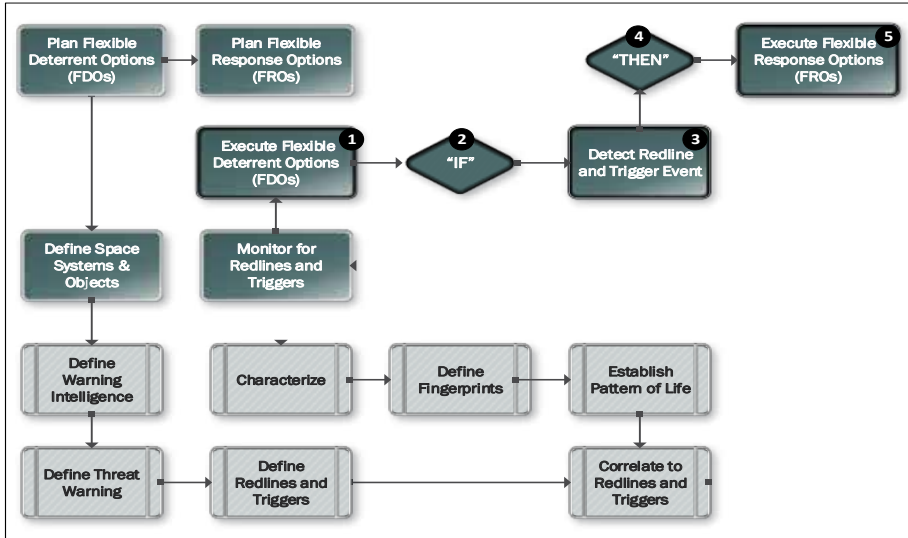 Plan Flexible
Deterrent Options
(FDOs)
Plan Flexible
Response Options
(FROs)
4
"THEN"
5
Execute Flexible
Response Options
(FROs)
1
Execute Flexible
Deterrent Options
(FDOs)
2
"IF"
3
Detect Redline
and Trigger Event
Define Space
Systems &
Objects
Monitor for
Redlines and
Triggers
Define
Warning
Intelligence
Characterize
Define
Fingerprints
Establish
Pattern of Life
Define Threat
Warning
Define
Redlines and
Triggers
Correlate to
Redlines and
Triggers